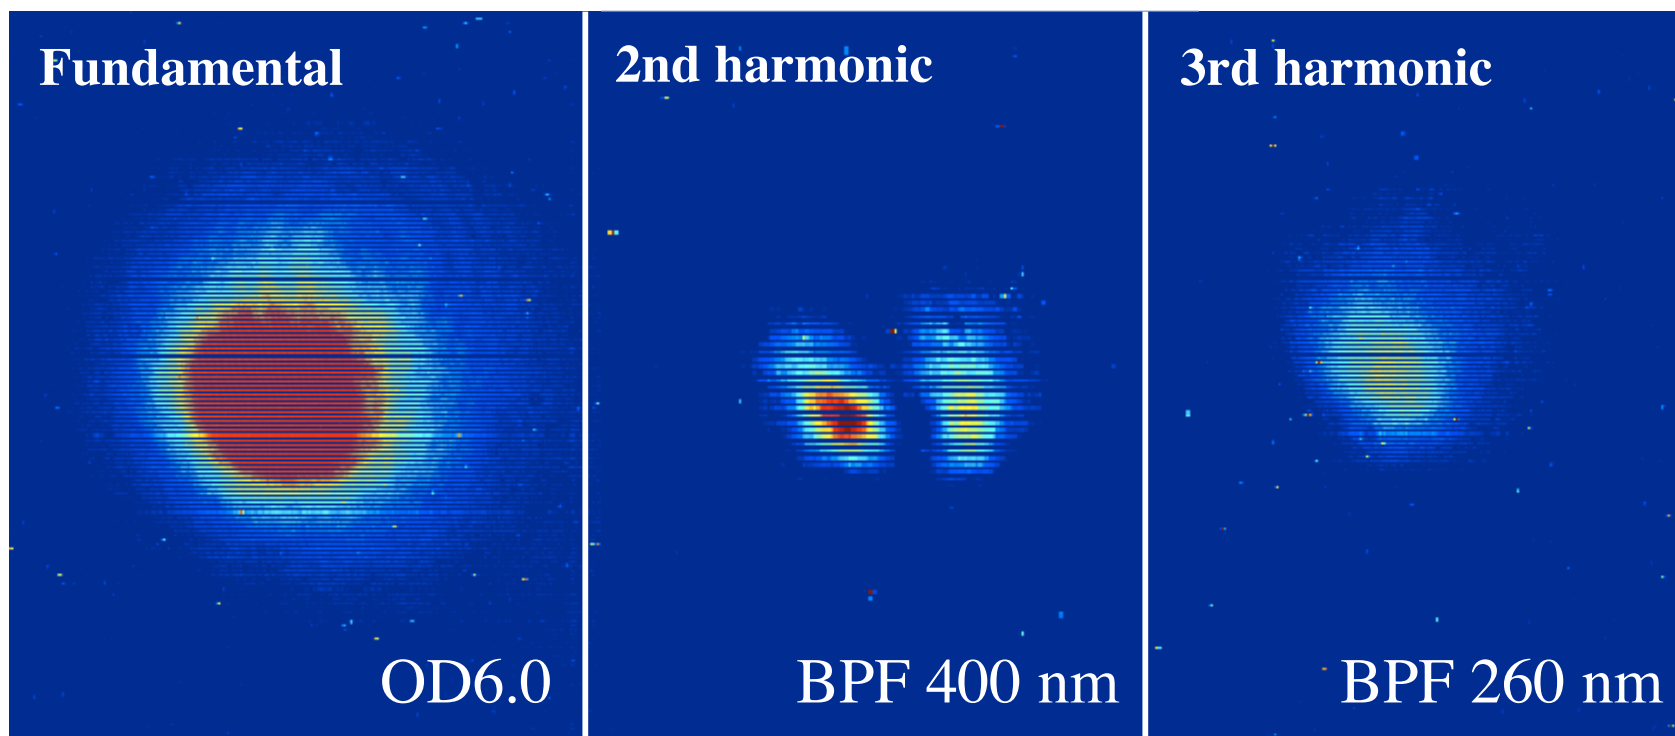 Fundamental
2nd harmonic
3rd harmonic
OD6.0
BPF 400 nm
BPF 260 nm